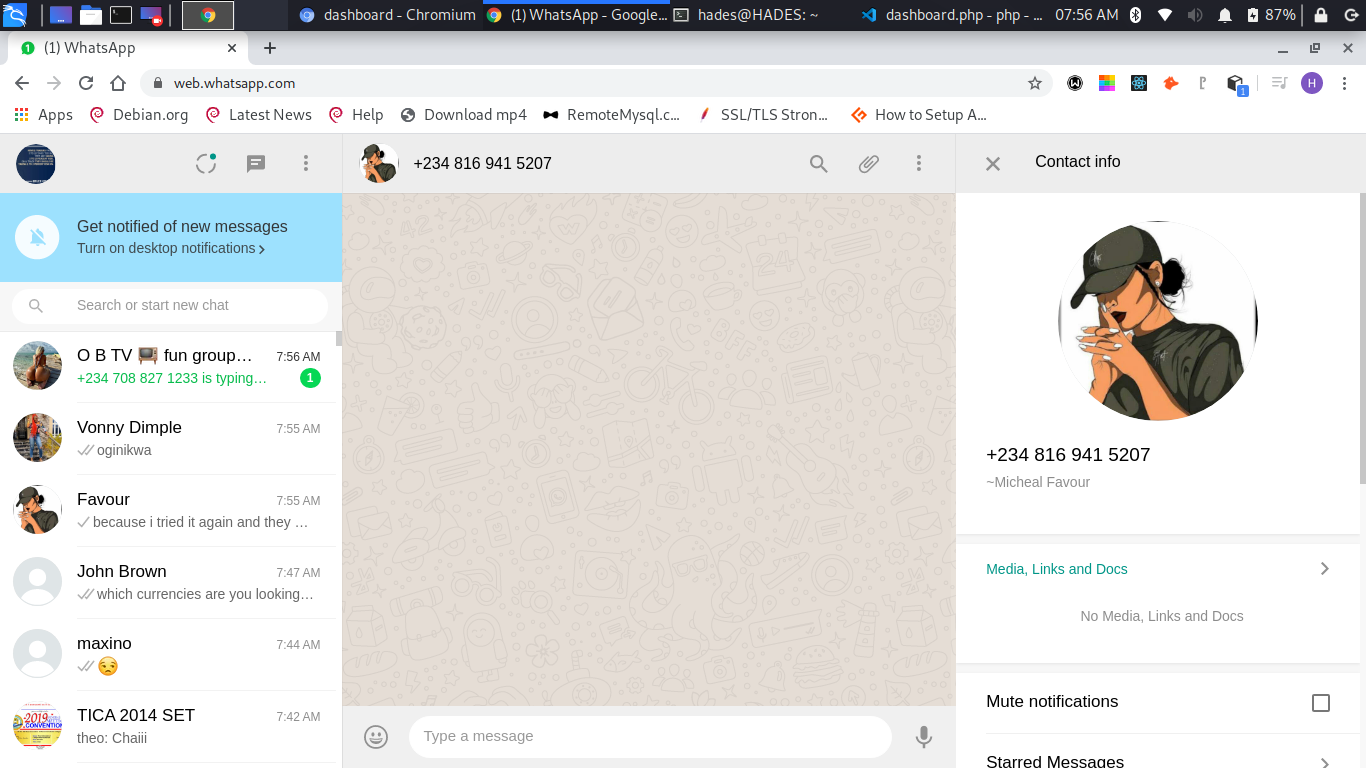 dashboard - Chromium
(1) WhatsApp - Google...
hades@HADES: ~
dashboard.php - php - ...
07:56 AM
87%
(1) WhatsApp
web.whatsapp.com
H
1
Apps
Debian.org
Latest News
Help
Download mp4
RemoteMysql.c...
SSL/TLS Stron...
How to Setup A...
Get notified of new messages
Turn on desktop notifications
Search or start new chat
O B TV 📺 fun group...
7:56 AM
+234 708 827 1233 is typing...
1
Vonny Dimple
7:55 AM
oginikwa
Favour
7:55 AM
because i tried it again and they ...
John Brown
7:47 AM
which currencies are you looking...
maxino
7:44 AM
😒
TICA 2014 SET
7:42 AM
theo: Chaiii
2019
CONVENTION
+234 816 941 5207
Type a message
Contact info
+234 816 941 5207
~Micheal Favour
Media, Links and Docs
No Media, Links and Docs
Mute notifications
Starred Messages